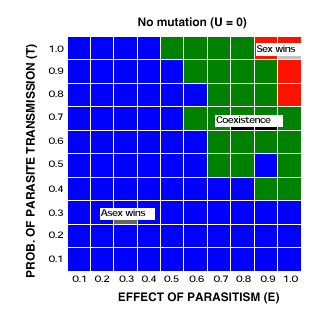 No mutation (U = 0)
PROB. OF PARASITE TRANSMISSION (T)
1.0
0.9
0.8
0.7
0.6
0.5
0.4
0.3
0.2
0.1
Sex wins
Coexistence
Asex wins
0.1 0.2 0.3 0.4 0.5 0.6 0.7 0.8 0.9 1.0
EFFECT OF PARASITISM (E)